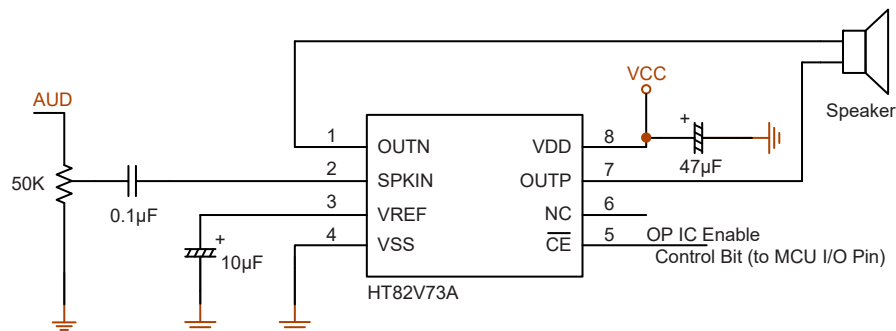 AUD
50K
0.1µF
10µF
1
2
3
4
OUTN
SPKIN
VREF
VSS
VDD
OUTP
NC
CE
8
7
6
5
HT82V73A
VCC
+
+
47µF
Speaker
OP IC Enable
Control Bit (to MCU I/O Pin)